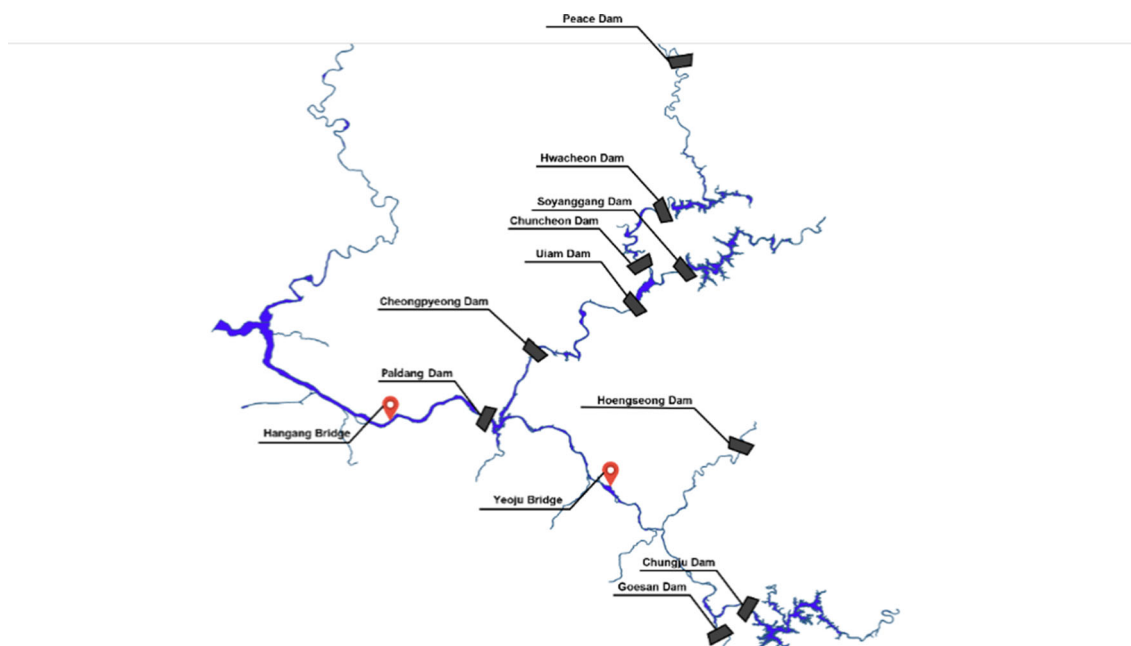 Peace Dam
Hwacheon Dam
Soyanggang Dam
Chuncheon Dam
Uiam Dam
Cheongpyeong Dam
Paldang Dam
Hoengseong Dam
Hangang Bridge
Yeoju Bridge
Chungju Dam
Goesan Dam